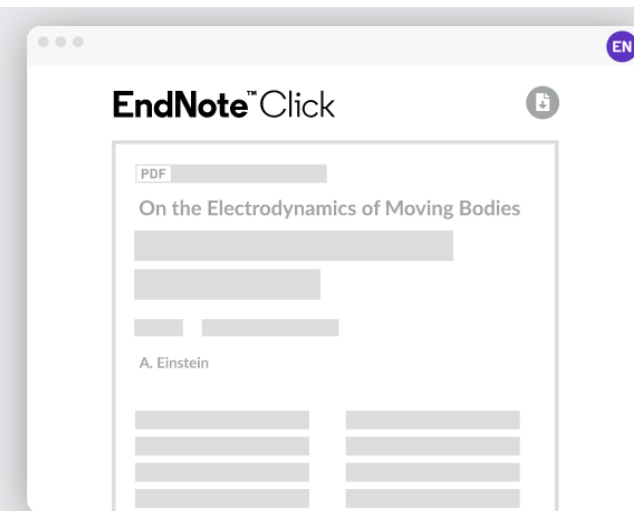 EN
EndNote™ Click
PDF
On the Electrodynamics of Moving Bodies
A. Einstein